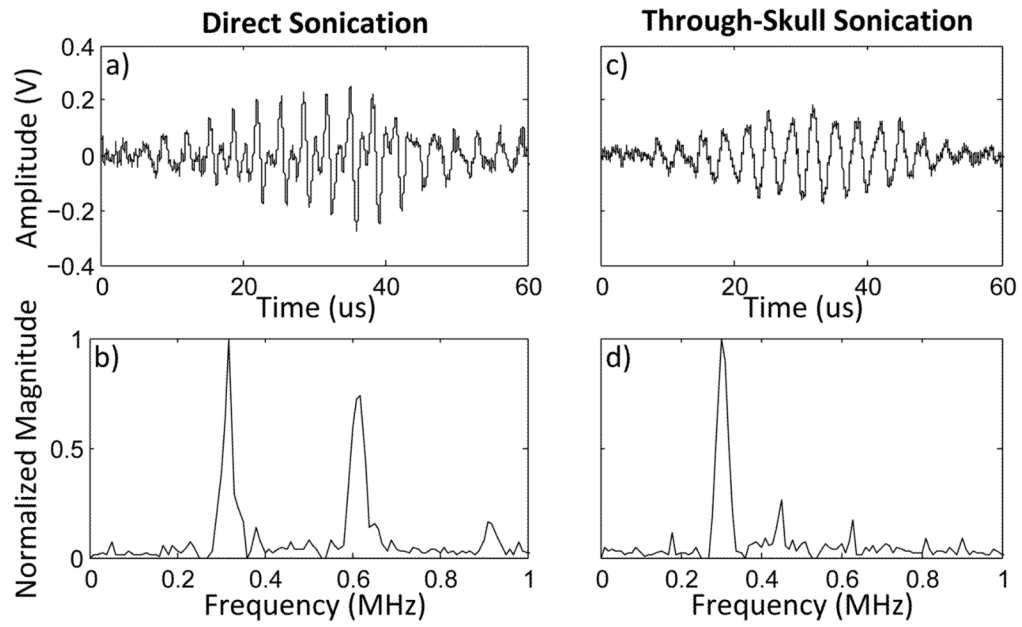 Direct Sonication
Through-Skull Sonication
a)
c)
Amplitude (V)
0.4
0.2
0
−0.2
−0.4
0 20 40 60
0 20 40 60
Time (us)
Time (us)
b)
d)
Normalized Magnitude
1
0.5
0
0 0.2 0.4 0.6 0.8 1
0 0.2 0.4 0.6 0.8 1
Frequency (MHz)
Frequency (MHz)